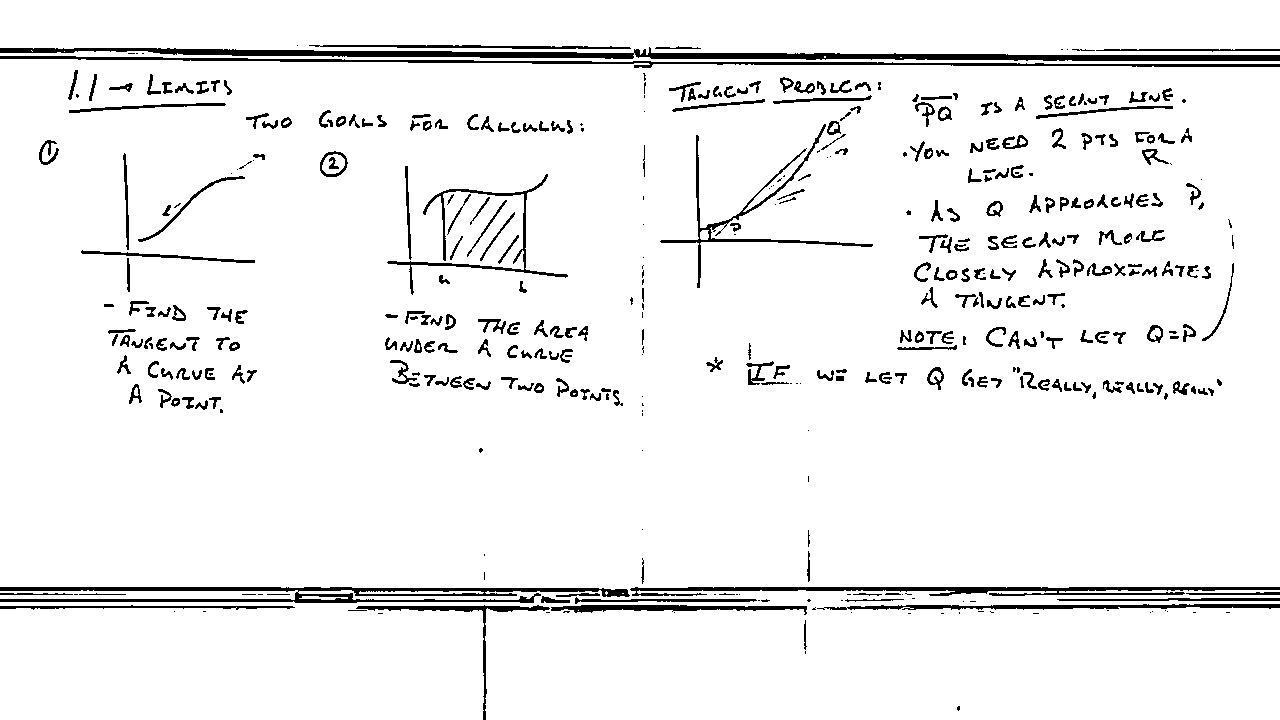 1.1 → LIMITS
TWO GOALS FOR CALCULUS:
①
②
a b
- FIND THE
TANGENT TO
A CURVE AT
A POINT.
- FIND THE AREA
UNDER A CURVE
BETWEEN TWO POINTS.
TANGENT PROBLEM:
Q
P
"PQ" IS A SECANT LINE.
• YOU NEED 2 PTS FOR A
LINE.
• AS Q APPROACHES P,
THE SECANT MORE
CLOSELY APPROXIMATES
A TANGENT.
NOTE: CAN'T LET Q=P
* IF WE LET Q GET "REALLY, REALLY, REALLY"